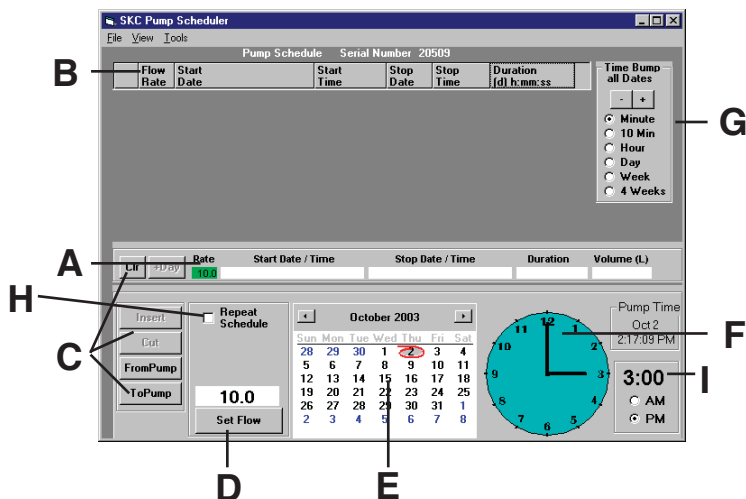 SKC Pump Scheduler
File View Tools
Pump Schedule Serial Number 20509
B
Flow Rate Start Date Start Time Stop Date Stop Time Duration (d) h:mm:ss
Time Bump all Dates
- +
Minute
10 Min
Hour
Day
Week
4 Weeks
G
A
Clr +Day Rate Start Date / Time Stop Date / Time Duration Volume (L)
10.0
H
C
Insert
Cut
FromPump
ToPump
Repeat Schedule
10.0
Set Flow
D
October 2003
Sun Mon Tue Wed Thu Fri Sat
28 29 30 1 2 3 4
5 6 7 8 9 10 11
12 13 14 15 16 17 18
19 20 21 22 23 24 25
26 27 28 29 30 31 1
2 3 4 5 6 7 8
E
12 1 2 3 4 5 6 7 8 9 10 11
F
Pump Time
Oct 2
2:17:09 PM
3:00
AM
PM
I